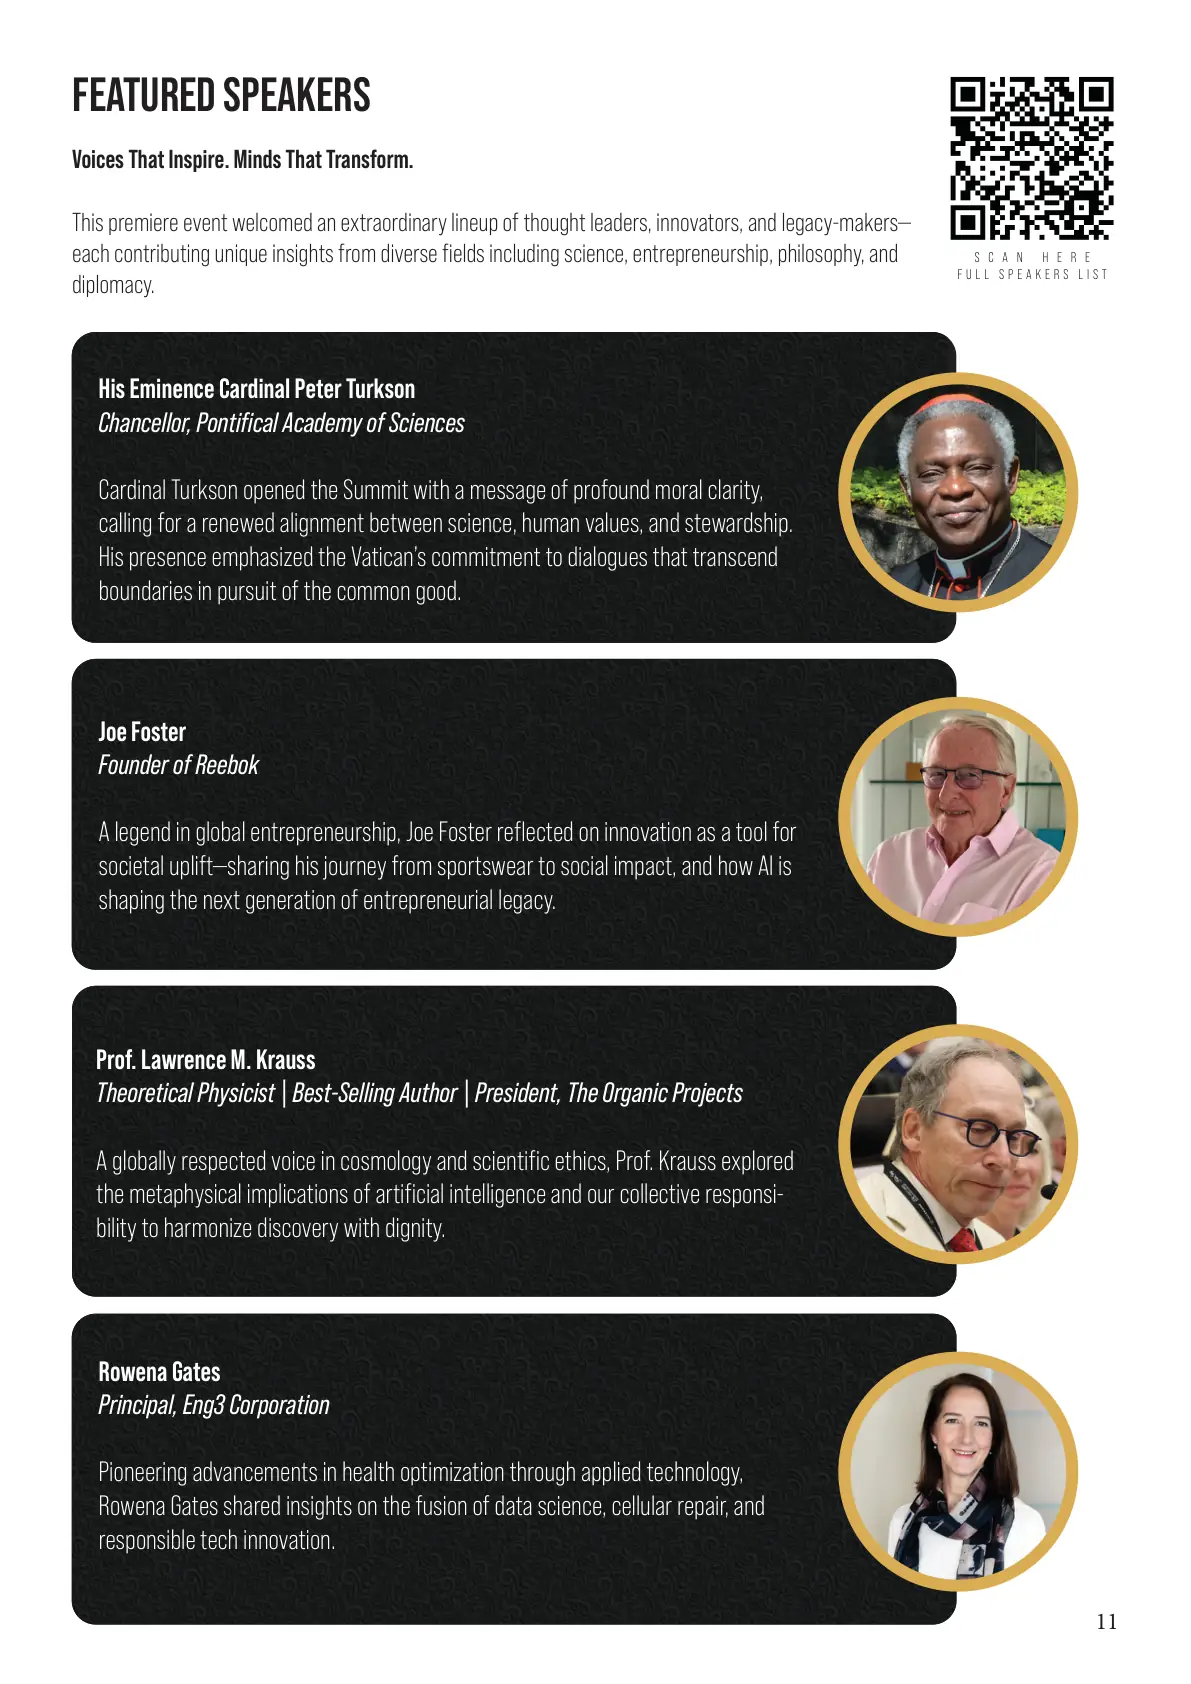 FEATURED SPEAKERS
Voices That Inspire. Minds That Transform.
This premiere event welcomed an extraordinary lineup of thought leaders, innovators, and legacy-makers—
each contributing unique insights from diverse fields including science, entrepreneurship, philosophy, and
diplomacy.
SCAN HERE
FULL SPEAKERS LIST
His Eminence Cardinal Peter Turkson
Chancellor, Pontifical Academy of Sciences
Cardinal Turkson opened the Summit with a message of profound moral clarity,
calling for a renewed alignment between science, human values, and stewardship.
His presence emphasized the Vatican's commitment to dialogues that transcend
boundaries in pursuit of the common good.
Joe Foster
Founder of Reebok
A legend in global entrepreneurship, Joe Foster reflected on innovation as a tool for
societal uplift—sharing his journey from sportswear to social impact, and how AI is
shaping the next generation of entrepreneurial legacy.
Prof. Lawrence M. Krauss
Theoretical Physicist | Best-Selling Author | President, The Organic Projects
A globally respected voice in cosmology and scientific ethics, Prof. Krauss explored
the metaphysical implications of artificial intelligence and our collective responsi-
bility to harmonize discovery with dignity.
Rowena Gates
Principal, Eng3 Corporation
Pioneering advancements in health optimization through applied technology,
Rowena Gates shared insights on the fusion of data science, cellular repair, and
responsible tech innovation.
11